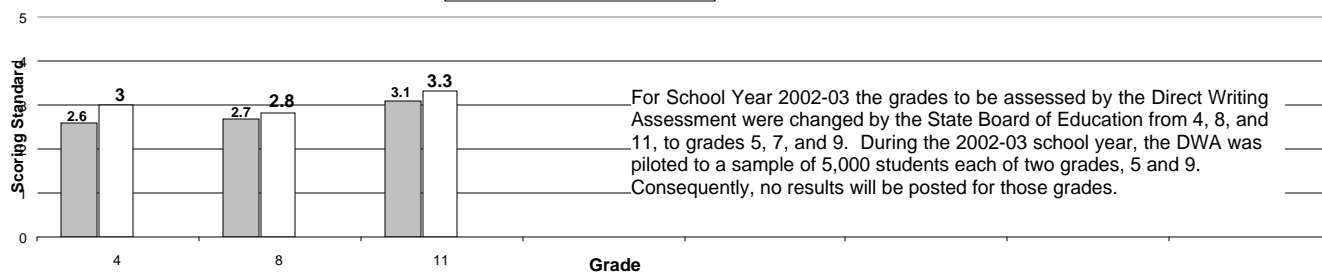 5
4
3
2
1
0
Scoring Standard
2.6
3
2.7
2.8
3.1
3.3
4
8
11
Grade
For School Year 2002-03 the grades to be assessed by the Direct Writing
Assessment were changed by the State Board of Education from 4, 8, and
11, to grades 5, 7, and 9.  During the 2002-03 school year, the DWA was
piloted to a sample of 5,000 students each of two grades, 5 and 9.
Consequently, no results will be posted for those grades.